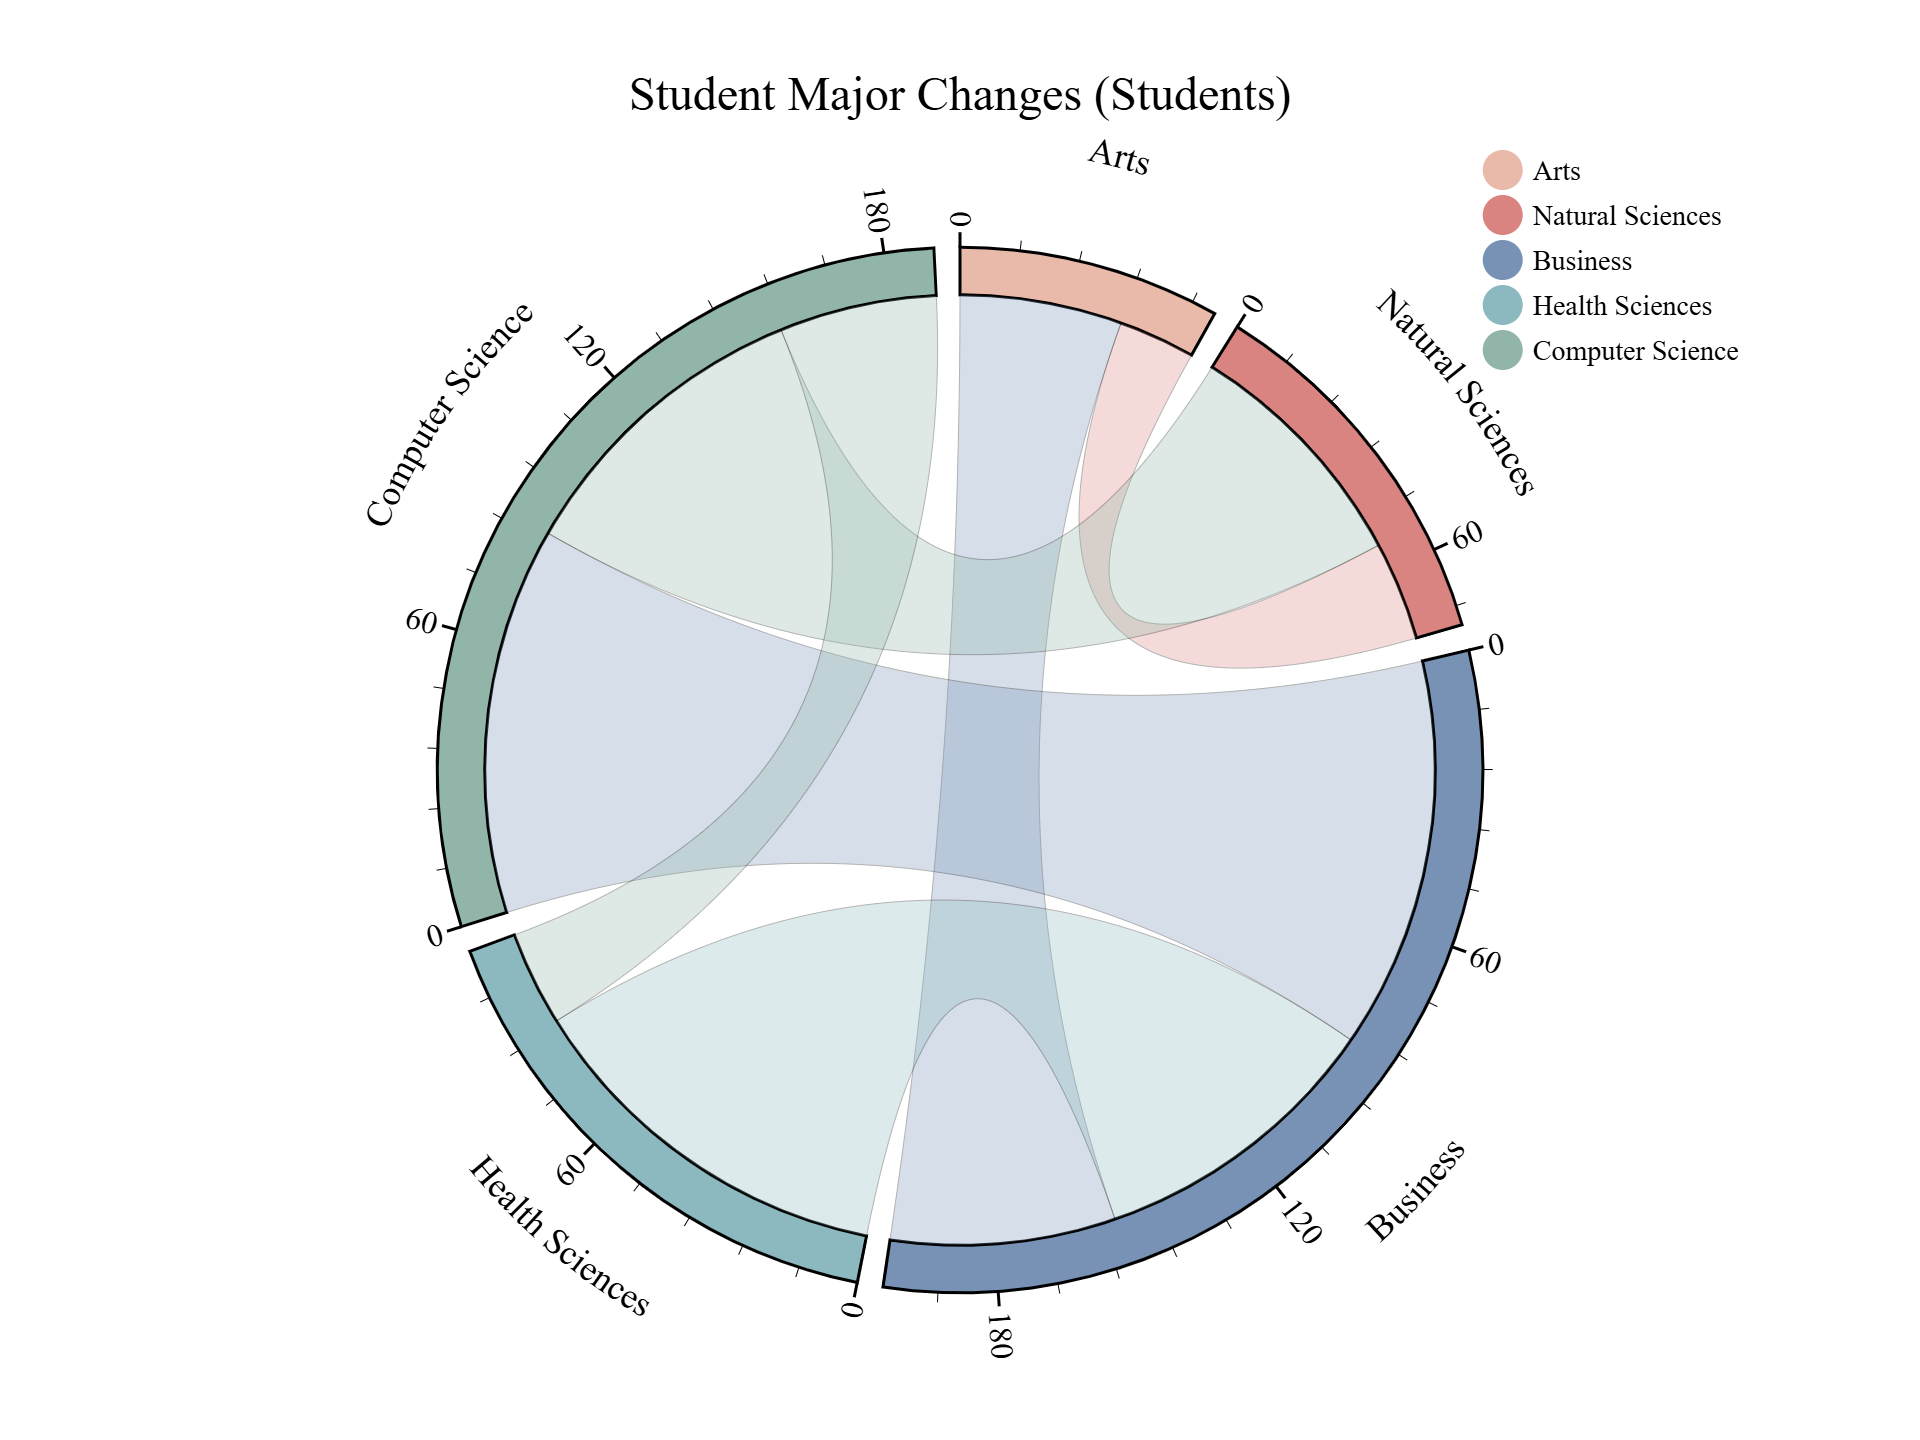 Student Major Changes (Students)
Arts
Natural Sciences
Business
Health Sciences
Computer Science
Arts
0
Natural Sciences
0
60
Business
0
60
120
180
Health Sciences
0
60
Computer Science
0
60
120
180